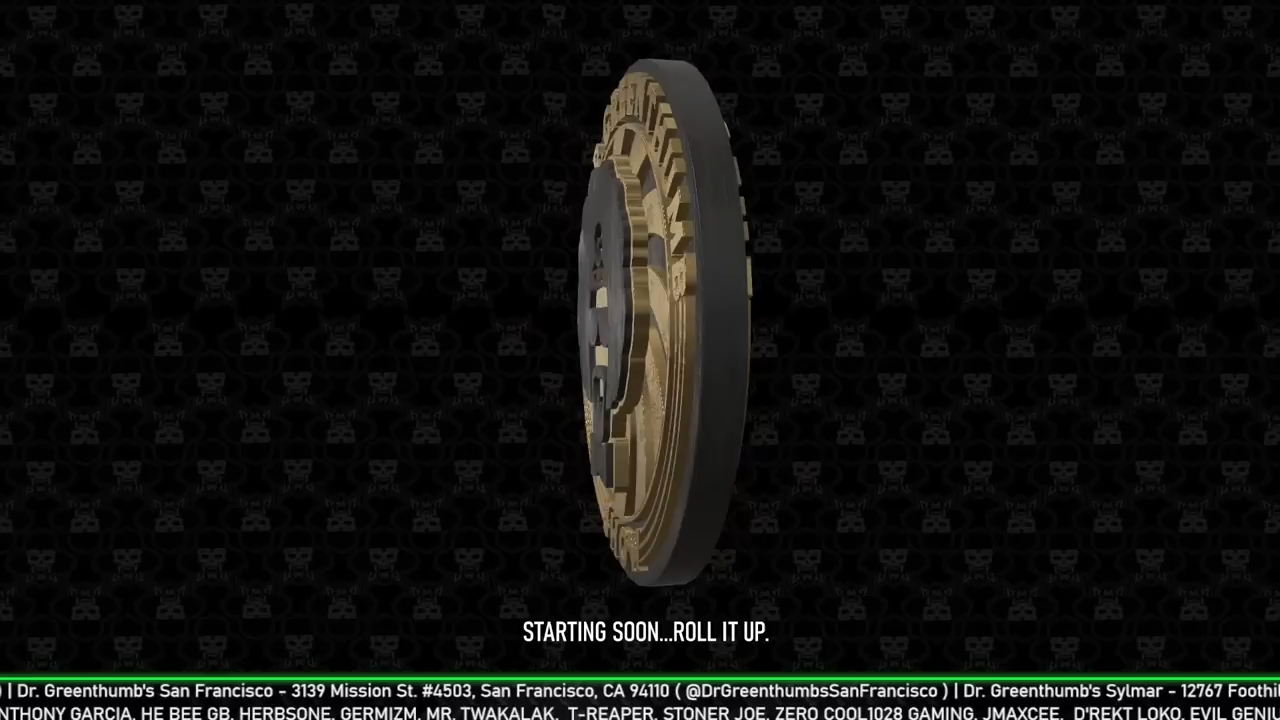 STARTING SOON...ROLL IT UP.
) | Dr. Greenthumb's San Francisco - 3139 Mission St. #4503, San Francisco, CA 94110 ( @DrGreenthumbsSanFrancisco ) | Dr. Greenthumb's Sylmar - 12767 Foothil
NTHONY GARCIA, HE BEE GB, HERBSONE, GERMIZM, MR. TWAKALAK, T-REAPER, STONER JOE, ZERO COOL1028 GAMING, JMAXCEE, D'REKT LOKO, EVIL GENIU